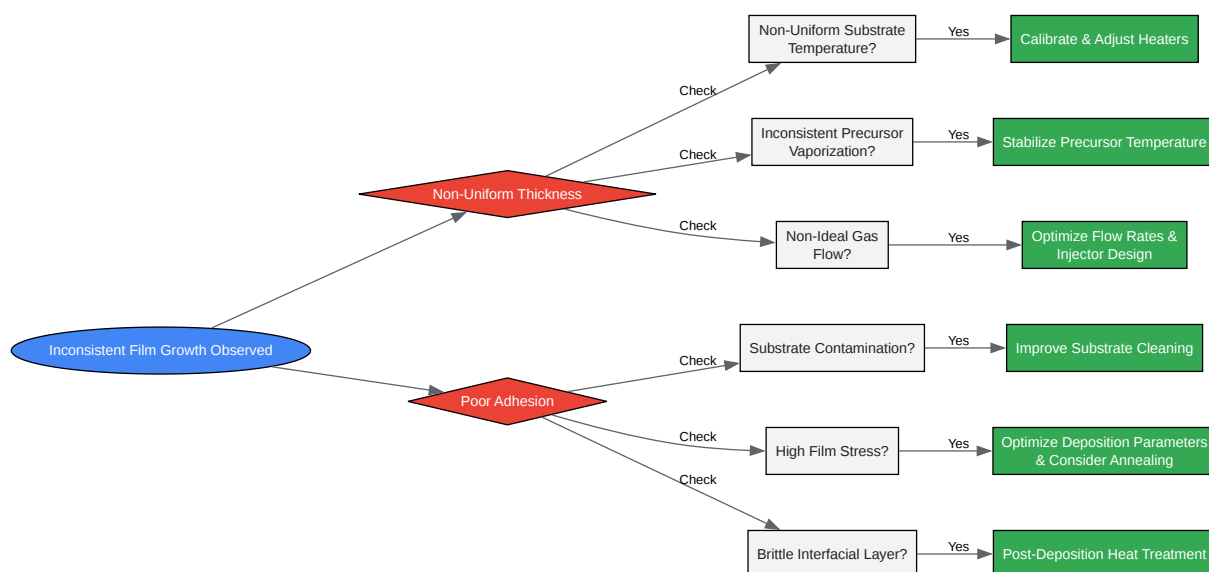 Non-Uniform Substrate
Temperature?
Yes
Calibrate & Adjust Heaters
Check
Inconsistent Precursor
Vaporization?
Yes
Stabilize Precursor Temperature
Check
Non-Uniform Thickness
Check
Non-Ideal Gas
Flow?
Yes
Optimize Flow Rates &
Injector Design
Inconsistent Film Growth Observed
Substrate Contamination?
Yes
Improve Substrate Cleaning
Check
Poor Adhesion
Check
High Film Stress?
Yes
Optimize Deposition Parameters
& Consider Annealing
Check
Brittle Interfacial Layer?
Yes
Post-Deposition Heat Treatment